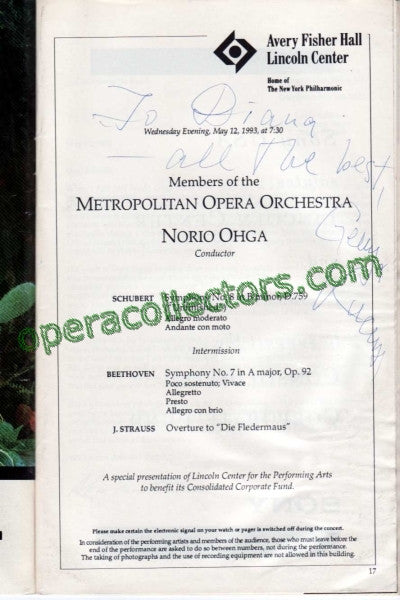 Avery Fisher Hall
Lincoln Center
Home of
The New York Philharmonic
To Diana
Wednesday Evening, May 12, 1993, at 7:30
— all the best,
Members of the
METROPOLITAN OPERA ORCHESTRA
NORIO OHGA
Conductor
operacollectors.com
SCHUBERT Symphony No. 8 in B minor, D.759
Allegro moderato
Andante con moto
Intermission
BEETHOVEN Symphony No. 7 in A major, Op. 92
Poco sostenuto; Vivace
Allegretto
Presto
Allegro con brio
J. STRAUSS Overture to "Die Fledermaus"
A special presentation of Lincoln Center for the Performing Arts
to benefit its Consolidated Corporate Fund.
Please make certain the electronic signal on your watch or pager is switched off during the concert.
In consideration of the performing artists and members of the audience, those who must leave before the
end of the performance are asked to do so between numbers, not during the performance.
The taking of photographs and the use of recording equipment are not allowed in this building.
17